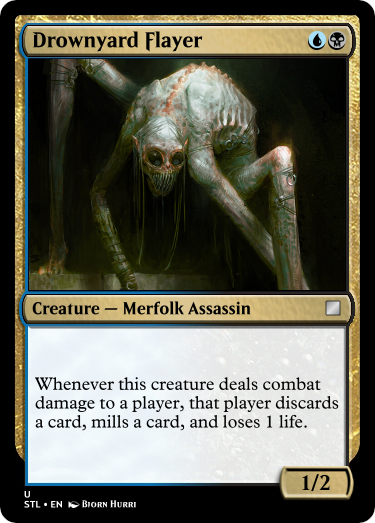 Drownyard Flayer
Creature — Merfolk Assassin
Whenever this creature deals combat
damage to a player, that player discards
a card, mills a card, and loses 1 life.
1/2
U
STL • EN Bjorn Hurri